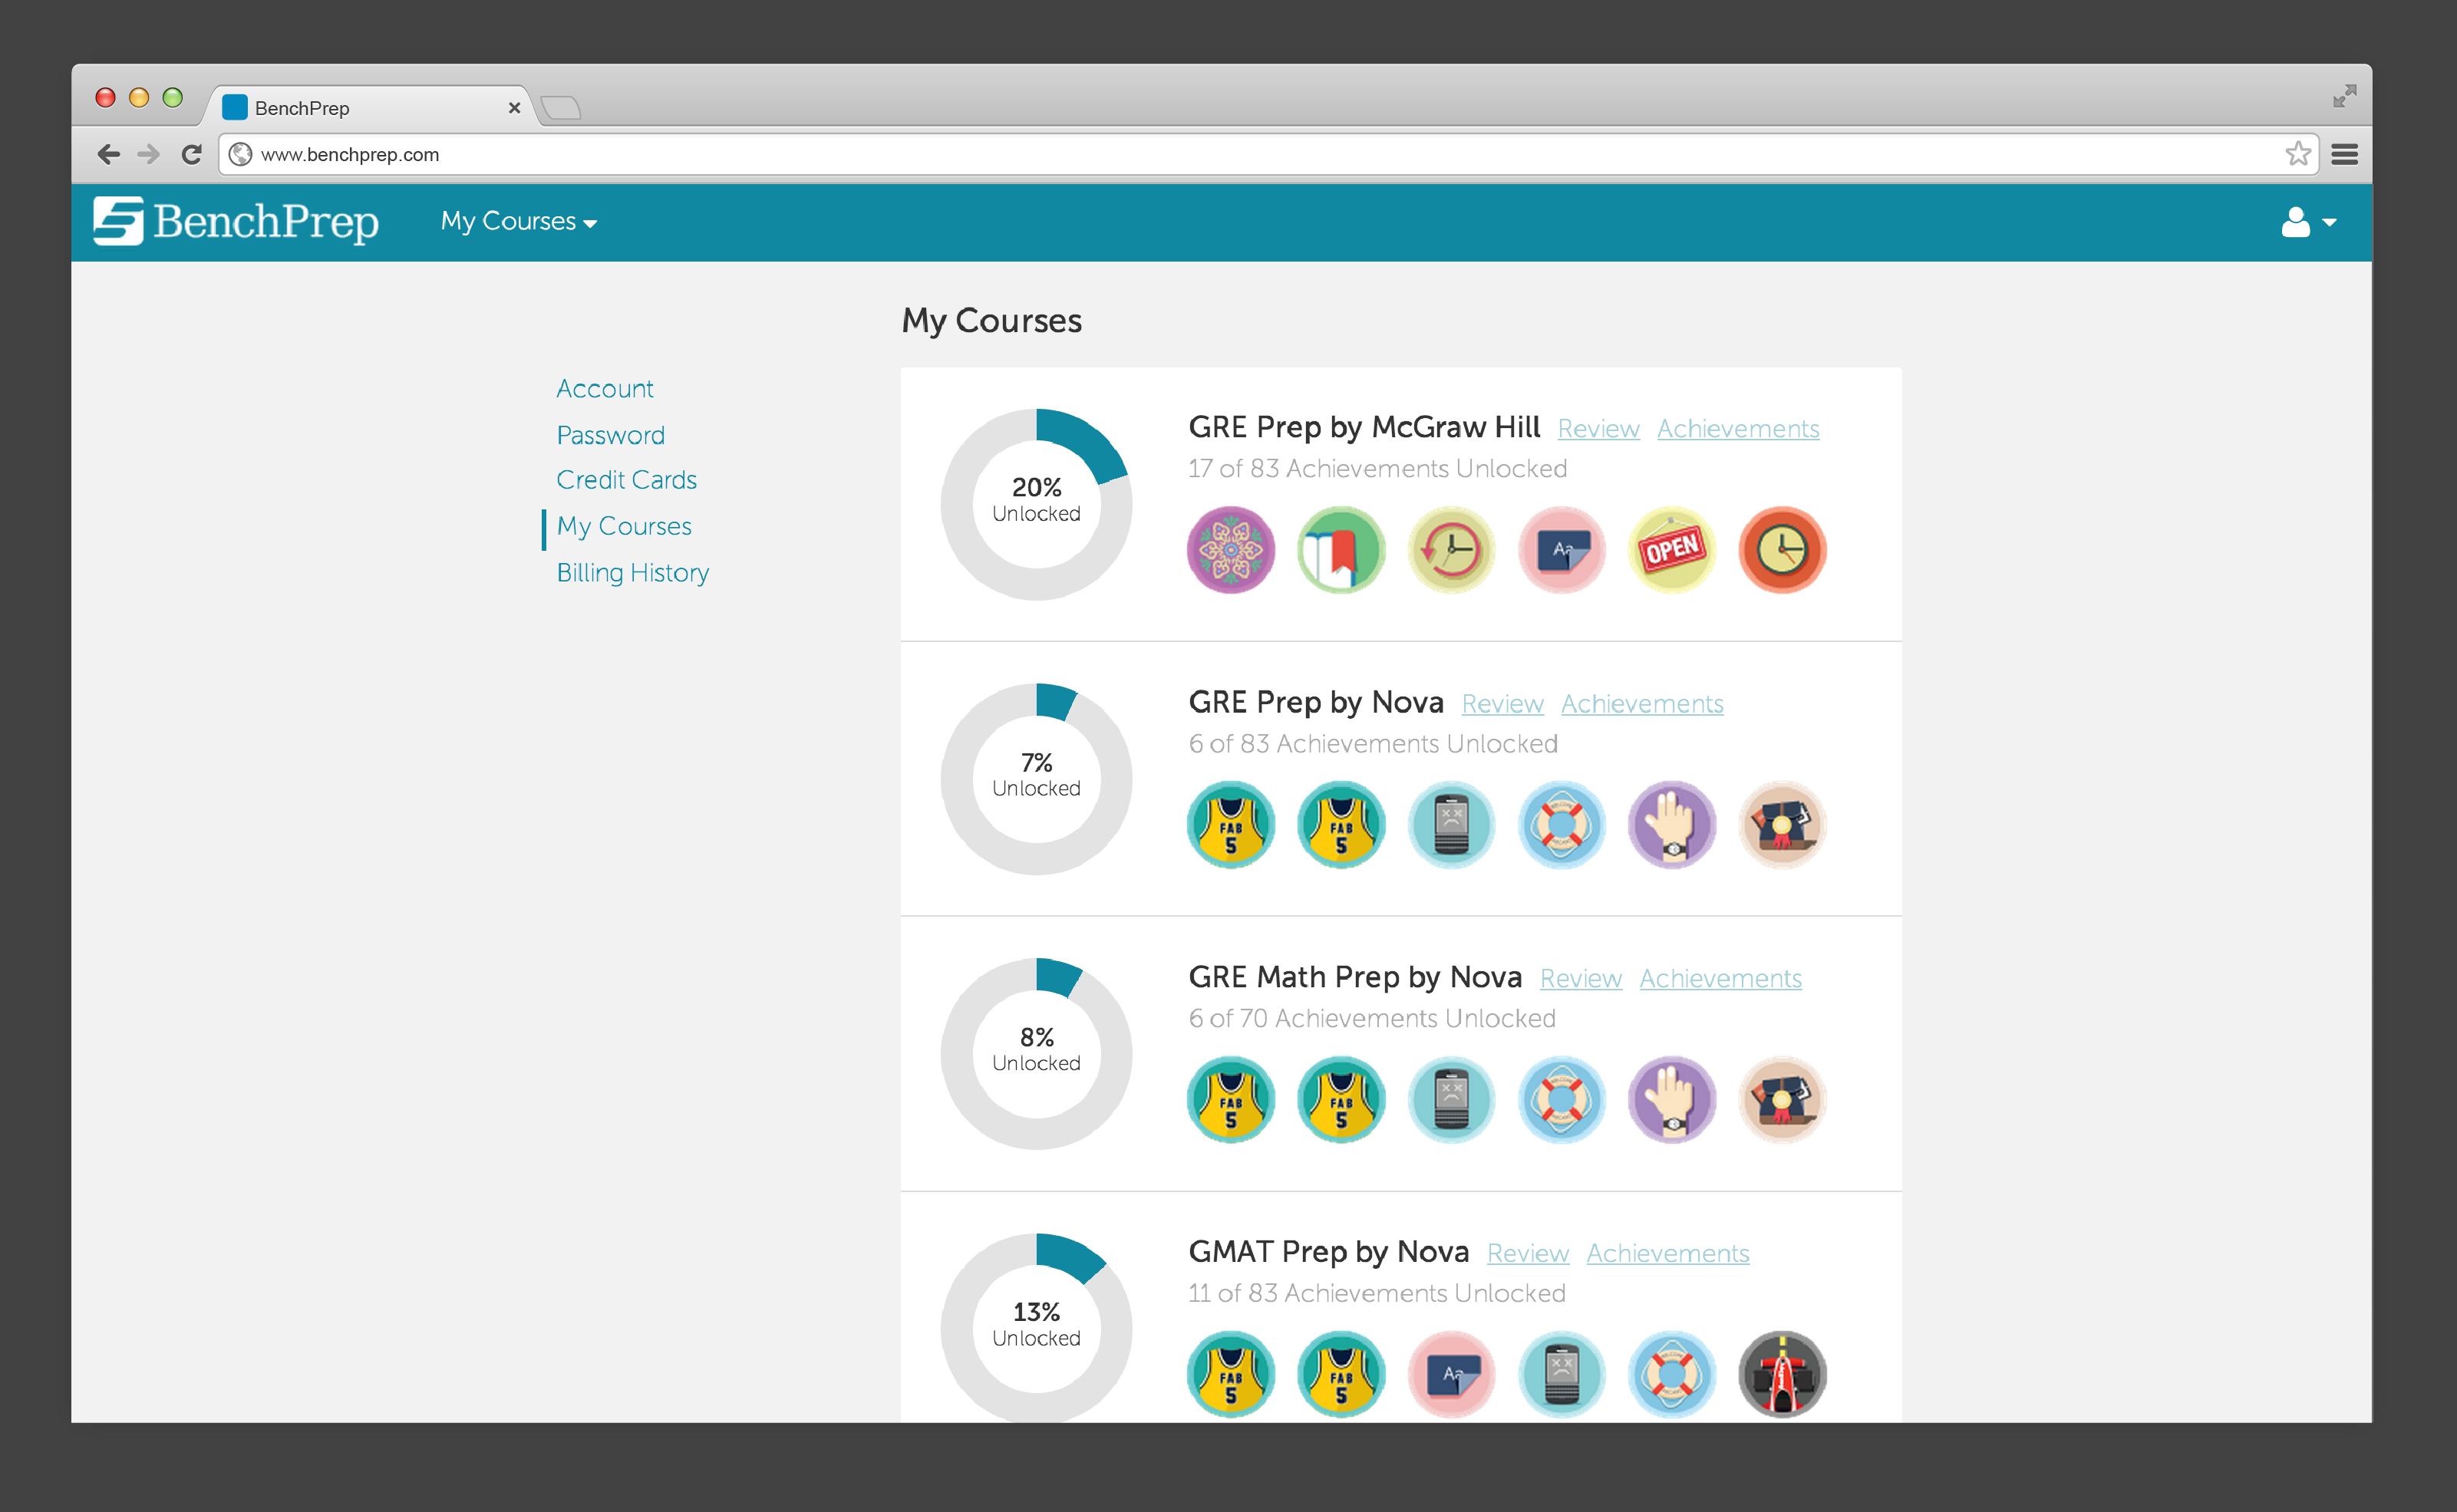 BenchPrep
www.benchprep.com
BenchPrep My Courses
My Courses
Account
Password
Credit Cards
My Courses
Billing History
20%
Unlocked
GRE Prep by McGraw Hill Review Achievements
17 of 83 Achievements Unlocked
Aa
OPEN
7%
Unlocked
GRE Prep by Nova Review Achievements
6 of 83 Achievements Unlocked
FAB
5
FAB
5
8%
Unlocked
GRE Math Prep by Nova Review Achievements
6 of 70 Achievements Unlocked
FAB
5
FAB
5
13%
Unlocked
GMAT Prep by Nova Review Achievements
11 of 83 Achievements Unlocked
FAB
5
FAB
5
Aa